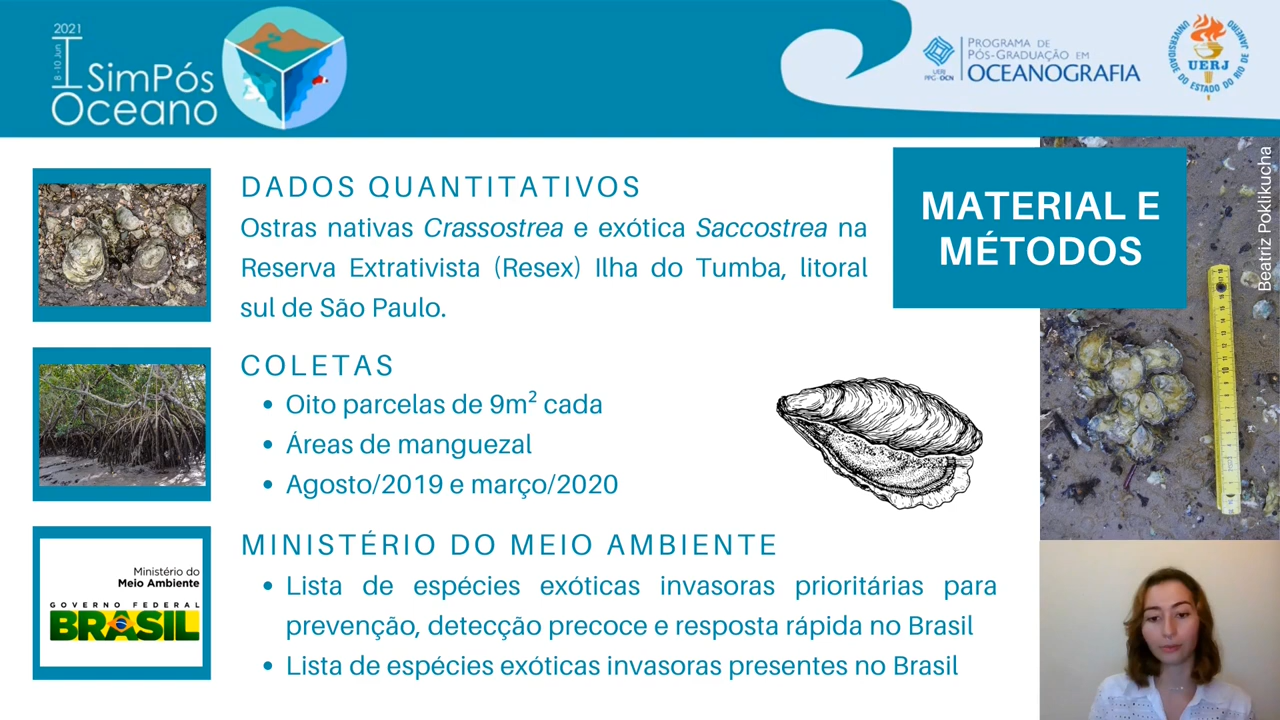 2021
8 -10 Jun
I SimPós
Oceano
PROGRAMA DE
PÓS-GRADUAÇÃO EM
OCEANOGRAFIA
UERJ
PPG-OCN
UERJ
UNIVERSIDADE DO ESTADO DO RIO DE JANEIRO
MATERIAL E
MÉTODOS
Beatriz Poklikucha
DADOS QUANTITATIVOS
Ostras nativas Crassostrea e exótica Saccostrea na
Reserva Extrativista (Resex) Ilha do Tumba, litoral
sul de São Paulo.
COLETAS
• Oito parcelas de 9m² cada
• Áreas de manguezal
• Agosto/2019 e março/2020
Ministério do
Meio Ambiente
GOVERNO FEDERAL
BRASIL
MINISTÉRIO DO MEIO AMBIENTE
• Lista de espécies exóticas invasoras prioritárias para
prevenção, detecção precoce e resposta rápida no Brasil
• Lista de espécies exóticas invasoras presentes no Brasil